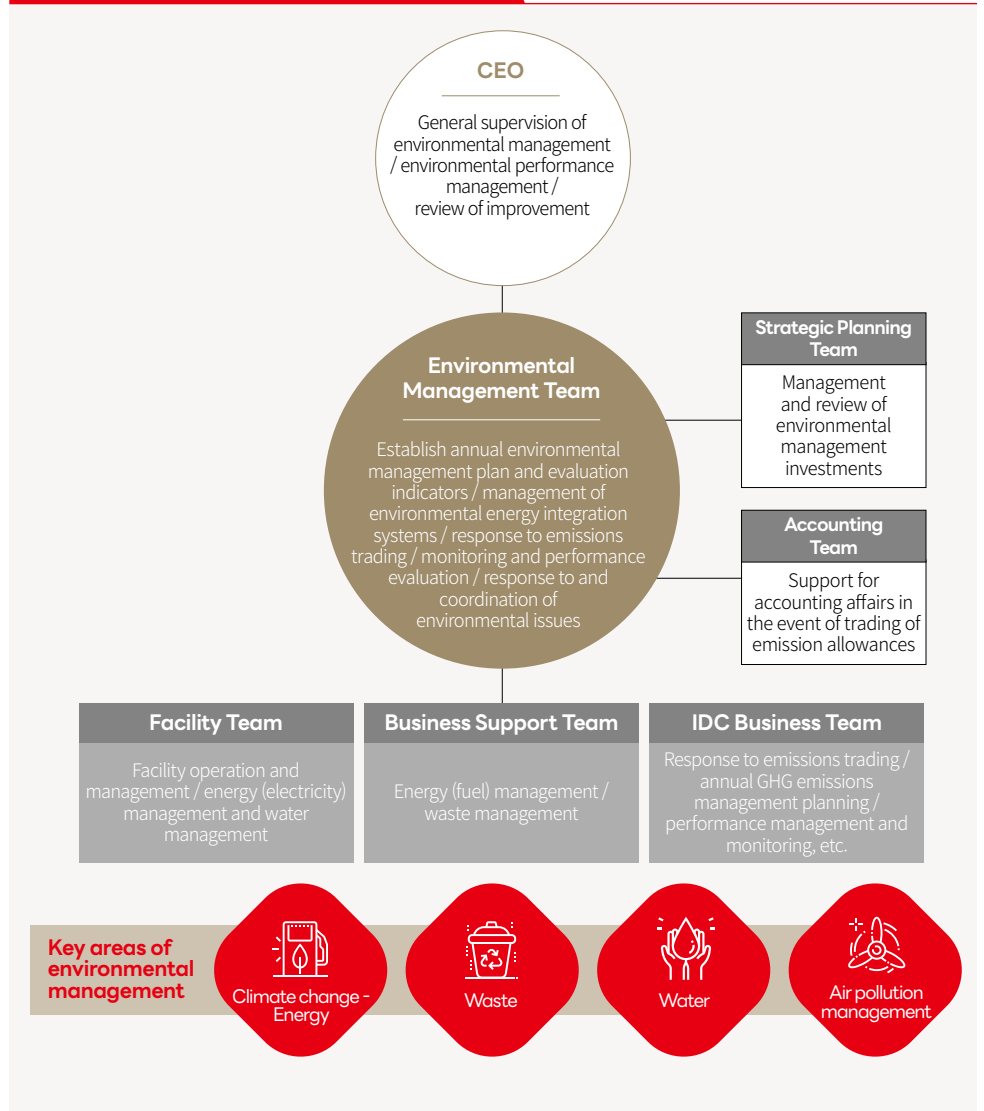 CEO
General supervision of
environmental management
/ environmental performance
management /
review of improvement
Environmental
Management Team
Establish annual environmental
management plan and evaluation
indicators / management of
environmental energy integration
systems / response to emissions
trading / monitoring and performance
evaluation / response to and
coordination of
environmental issues
Strategic Planning
Team
Management
and review of
environmental
management
investments
Accounting
Team
Support for
accounting affairs in
the event of trading of
emission allowances
Facility Team
Facility operation and
management / energy (electricity)
management and water
management
Business Support Team
Energy (fuel) management /
waste management
IDC Business Team
Response to emissions trading /
annual GHG emissions
management planning /
performance management and
monitoring, etc.
Key areas of
environmental
management
Climate change -
Energy
Waste
Water
Air pollution
management